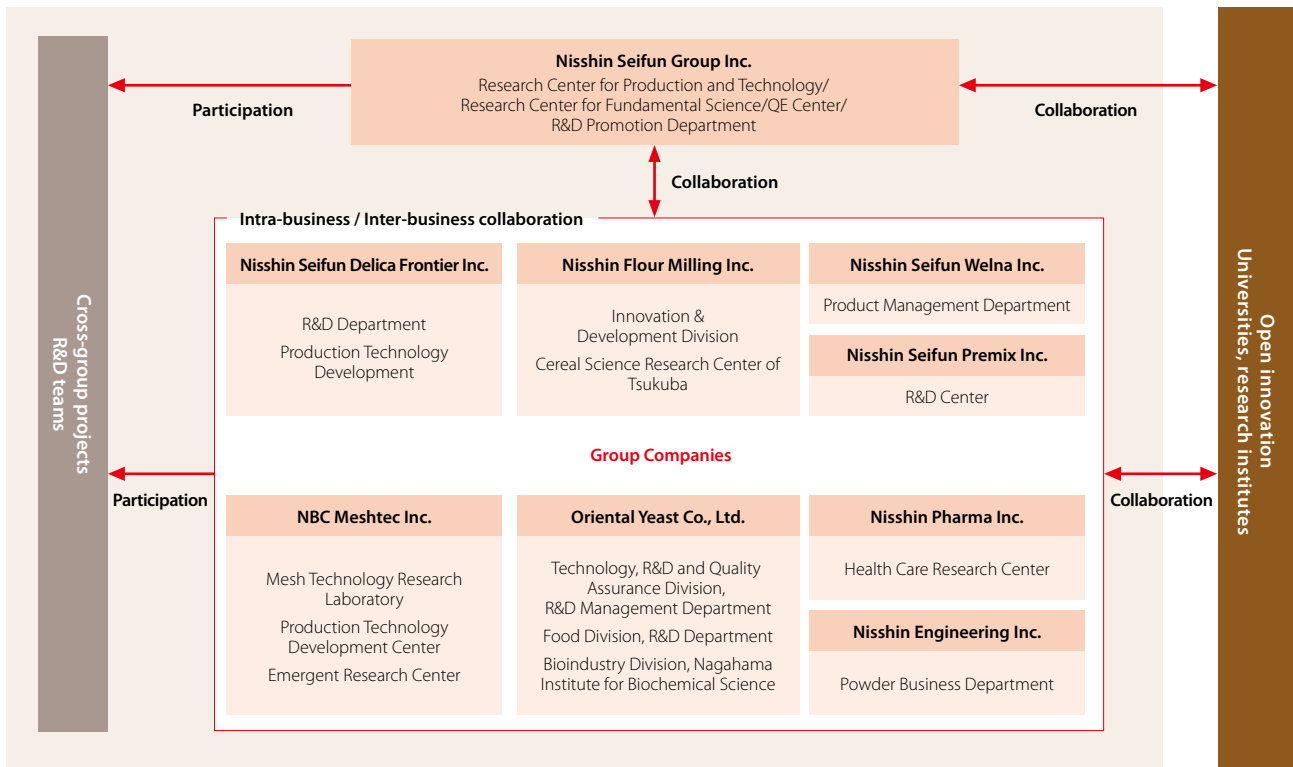 Nisshin Seifun Group Inc.
Research Center for Production and Technology/
Research Center for Fundamental Science/QE Center/
R&D Promotion Department
Participation
Collaboration
Collaboration
Cross-group projects
R&D teams
Open innovation
Universities, research institutes
Intra-business / Inter-business collaboration
Nisshin Seifun Delica Frontier Inc.
R&D Department
Production Technology
Development
Nisshin Flour Milling Inc.
Innovation &
Development Division
Cereal Science Research Center of
Tsukuba
Nisshin Seifun Welna Inc.
Product Management Department
Nisshin Seifun Premix Inc.
R&D Center
Group Companies
Participation
Collaboration
NBC Meshtec Inc.
Mesh Technology Research
Laboratory
Production Technology
Development Center
Emergent Research Center
Oriental Yeast Co., Ltd.
Technology, R&D and Quality
Assurance Division,
R&D Management Department
Food Division, R&D Department
Bioindustry Division, Nagahama
Institute for Biochemical Science
Nisshin Pharma Inc.
Health Care Research Center
Nisshin Engineering Inc.
Powder Business Department